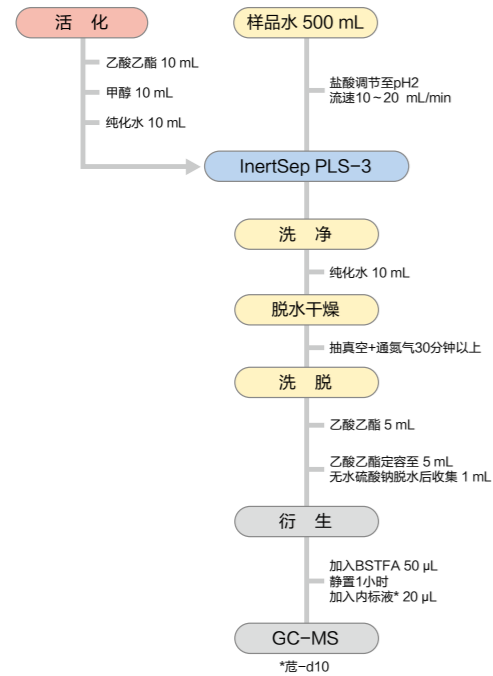 活 化
乙酸乙酯 10 mL
甲醇 10 mL
纯化水 10 mL
样品水 500 mL
盐酸调节至pH2
流速10~20 mL/min
InertSep PLS-3
洗 净
纯化水 10 mL
脱水干燥
抽真空+通氮气30分钟以上
洗 脱
乙酸乙酯 5 mL
乙酸乙酯定容至 5 mL
无水硫酸钠脱水后收集 1 mL
衍 生
加入BSTFA 50 μL
静置1小时
加入内标液* 20 μL
GC-MS
*苊-d10